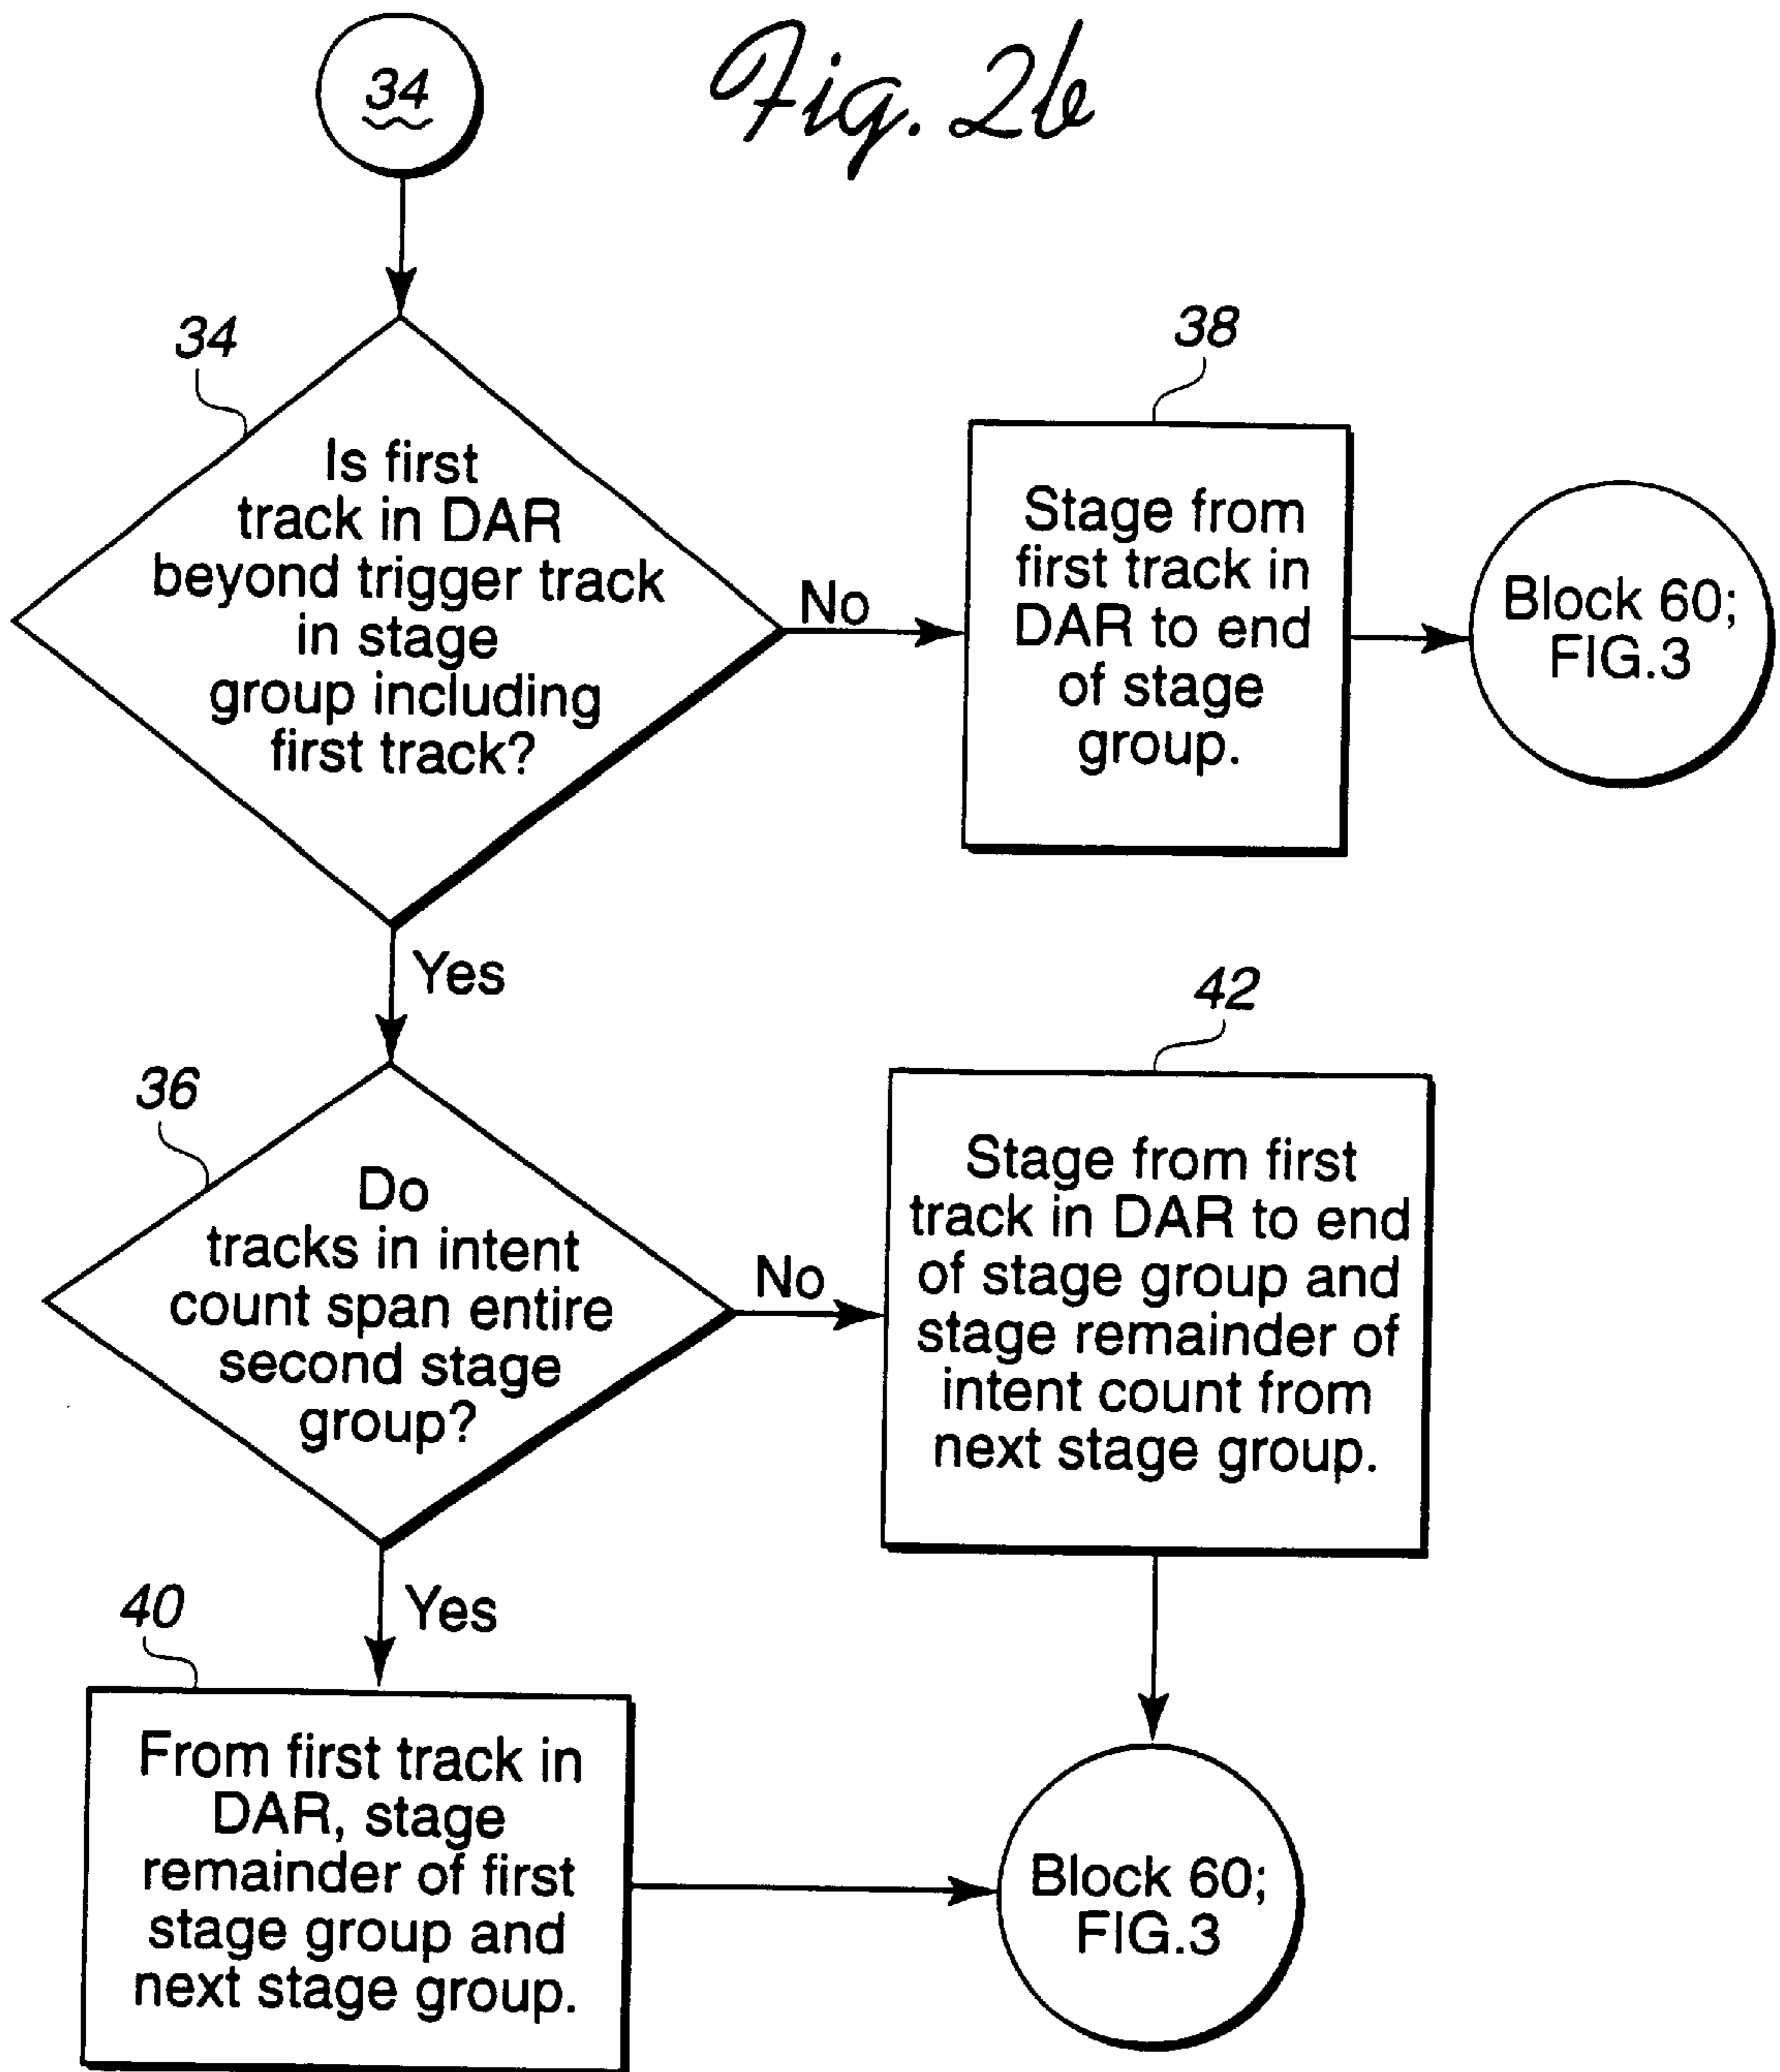 34
Fig. 2b
34
Is first
track in DAR
beyond trigger track
in stage
group including
first track?
No
38
Stage from
first track in
DAR to end
of stage
group.
Block 60;
FIG.3
Yes
36
Do
tracks in intent
count span entire
second stage
group?
No
42
Stage from first
track in DAR to end
of stage group and
stage remainder of
intent count from
next stage group.
Yes
40
From first track in
DAR, stage
remainder of first
stage group and
next stage group.
Block 60;
FIG.3